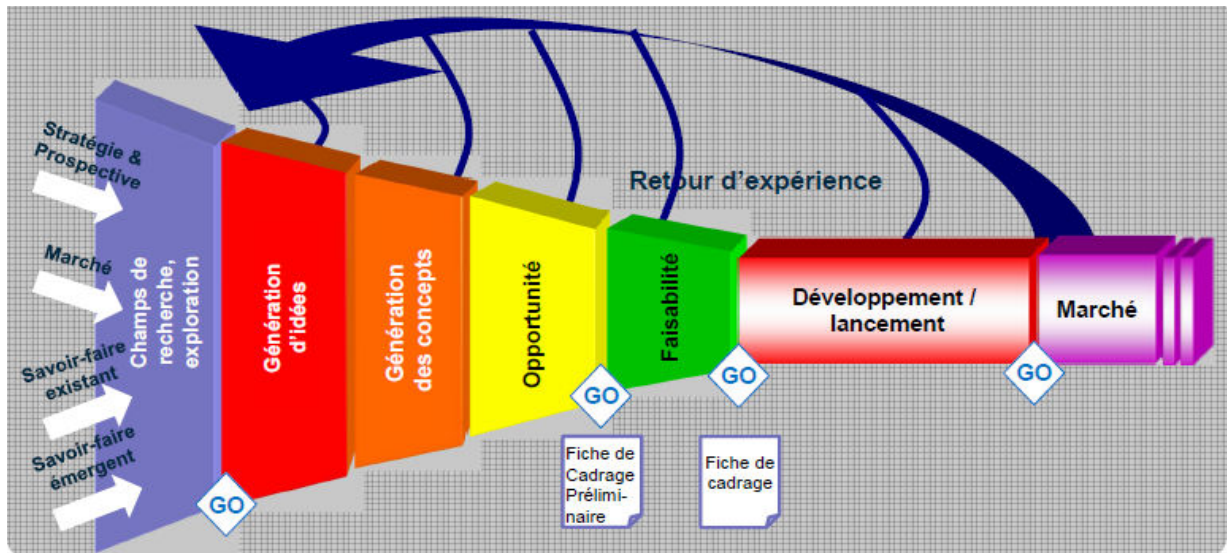 Stratégie &
Prospective
Marché
Savoir-faire
existant
Savoir-faire
émergent
Champs de
recherche,
exploration
Génération
d'idées
Génération
des concepts
Opportunité
Faisabilité
Retour d'expérience
Développement /
lancement
Marché
GO
GO
GO
GO
Fiche de
Cadrage
Prélimi-
naire
Fiche de
cadrage